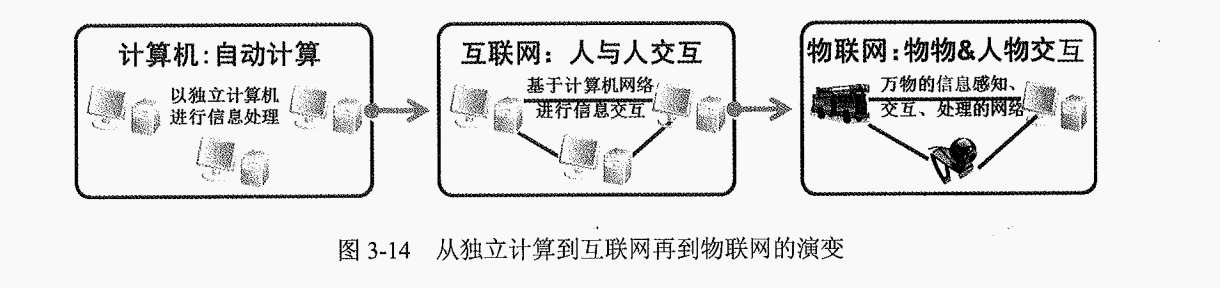 计算机:自动计算
以独立计算机
进行信息处理
互联网：人与人交互
基于计算机网络
进行信息交互
物联网:物物&人物交互
万物的信息感知、
交互、处理的网络
图 3-14 从独立计算到互联网再到物联网的演变